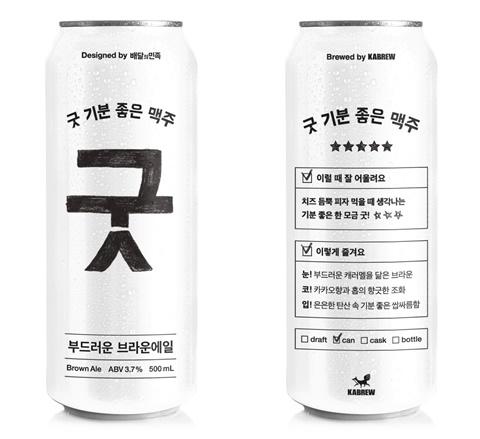 Designed by 배달의민족
굿 기분 좋은 맥주
굿
부드러운 브라운에일
Brown Ale ABV 3.7% 500 mL
Brewed by KABREW
굿 기분 좋은 맥주
★★★★★
☑ 이럴 때 잘 어울려요
치즈 듬뿍 피자 먹을 때 생각나는
기분 좋은 한 모금 굿! ☆☆☆
☑ 이렇게 즐겨요
눈! 부드러운 캐러멜을 닮은 브라운
코! 카카오향과 홉의 향긋한 조화
입! 은은한 탄산 속 기분 좋은 쌉싸름함
☐ draft ☑ can ☐ cask ☐ bottle
KABREW